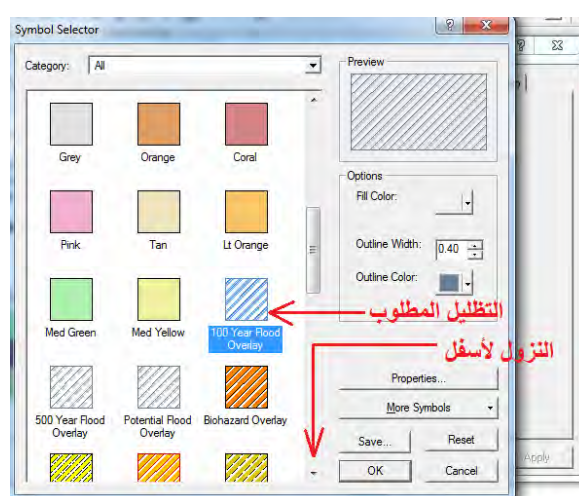 Symbol Selector
Category: All
Grey Orange Coral
Pink Tan Lt Orange
Med Green Med Yellow 100 Year Flood Overlay
500 Year Flood Overlay Potential Flood Overlay Biohazard Overlay
Preview
Options
Fill Color:
Outline Width: 0.40
Outline Color:
التظليل المطلوب
النزول لأسفل
Properties...
More Symbols
Save... Reset
OK Cancel
Apply